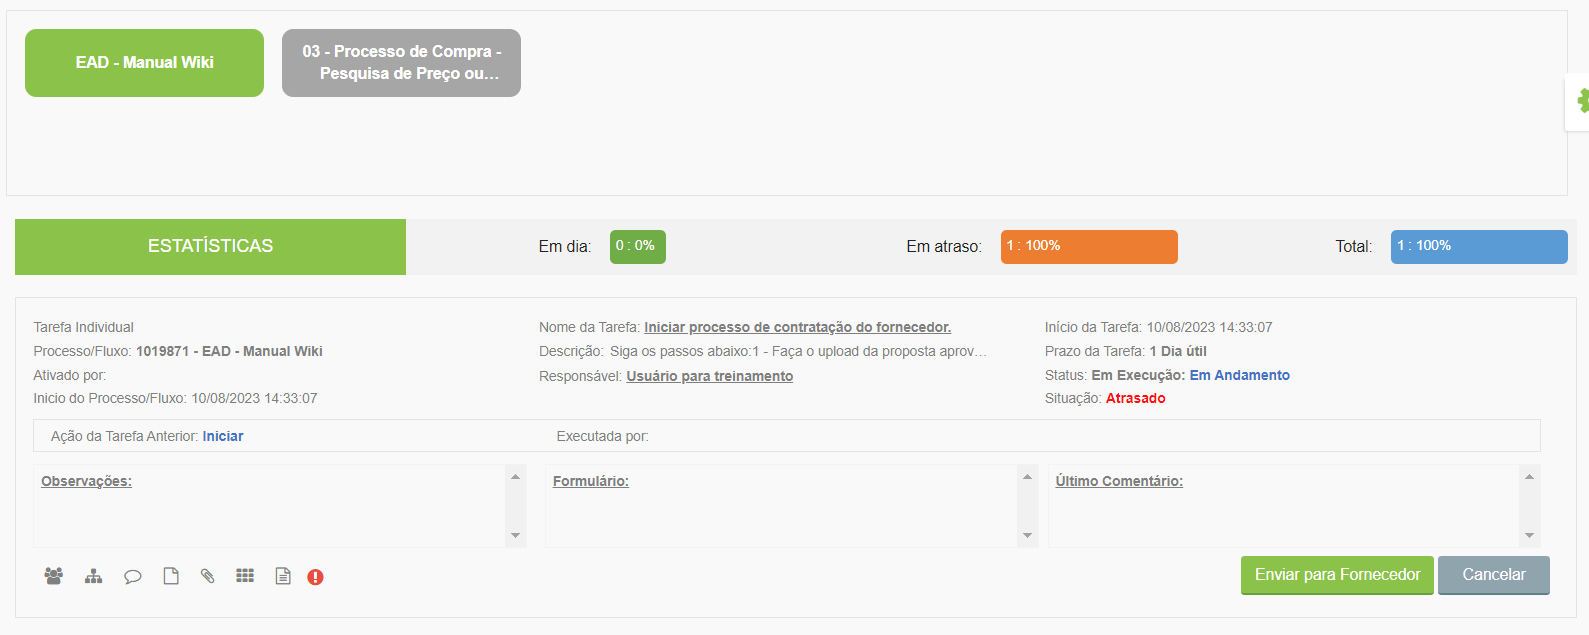 EAD - Manual Wiki
03 - Processo de Compra -
Pesquisa de Preço ou...
ESTATÍSTICAS
Em dia: 0 : 0%
Em atraso: 1 : 100%
Total: 1 : 100%
Tarefa Individual
Processo/Fluxo: 1019871 - EAD - Manual Wiki
Ativado por:
Inicio do Processo/Fluxo: 10/08/2023 14:33:07
Nome da Tarefa: Iniciar processo de contratação do fornecedor.
Descrição: Siga os passos abaixo:1 - Faça o upload da proposta aprov...
Responsável: Usuário para treinamento
Início da Tarefa: 10/08/2023 14:33:07
Prazo da Tarefa: 1 Dia útil
Status: Em Execução: Em Andamento
Situação: Atrasado
Ação da Tarefa Anterior: Iniciar
Executada por:
Observações:
Formulário:
Último Comentário:
Enviar para Fornecedor
Cancelar